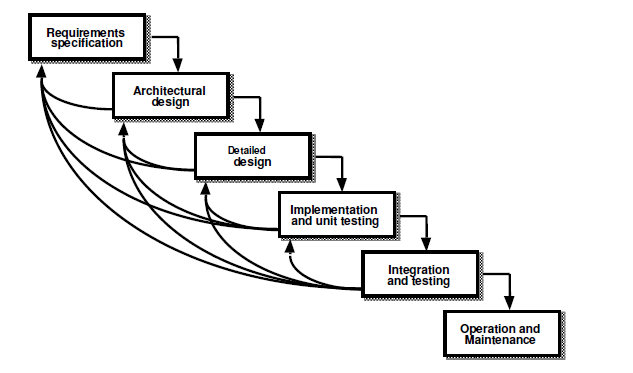 Requirements
specification
Architectural
design
Detailed
design
Implementation
and unit testing
Integration
and testing
Operation and
Maintenance